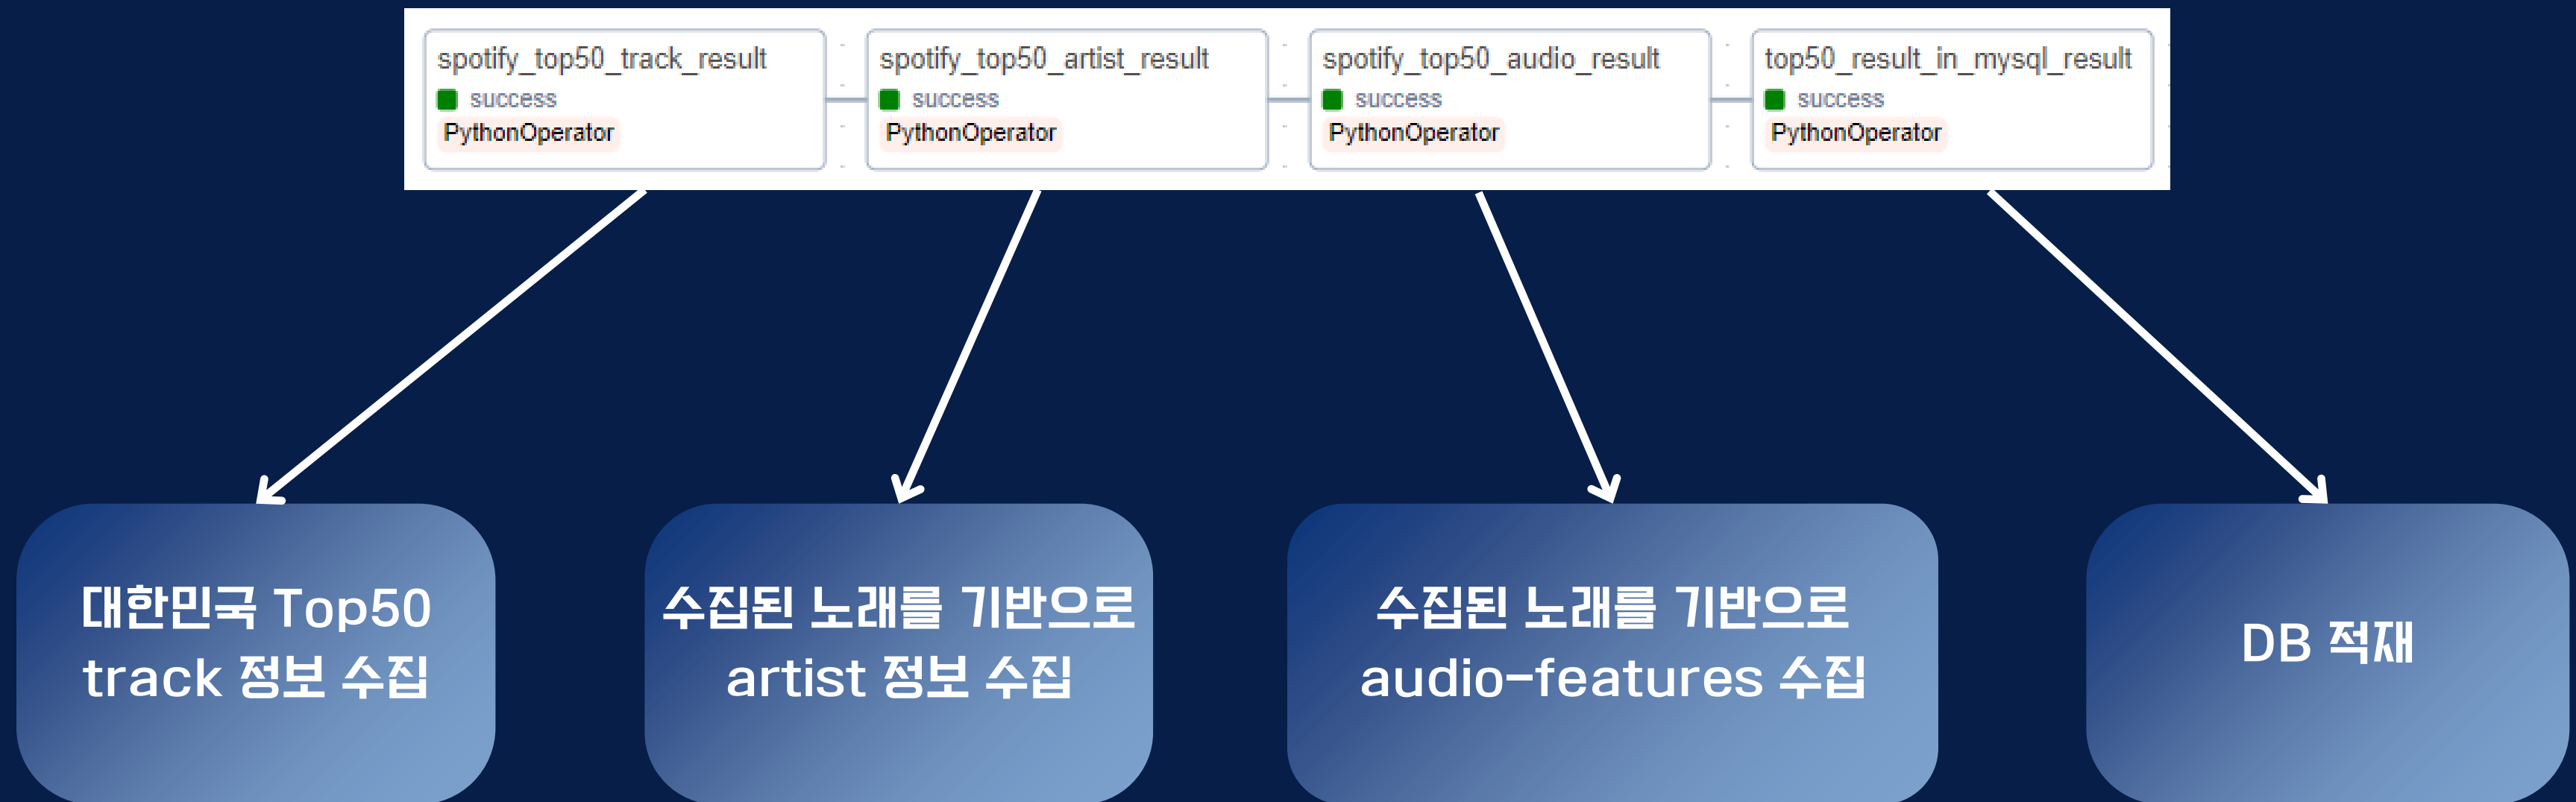 spotify_top50_track_result
success
PythonOperator
spotify_top50_artist_result
success
PythonOperator
spotify_top50_audio_result
success
PythonOperator
top50_result_in_mysql_result
success
PythonOperator
대한민국 Top50
track 정보 수집
수집된 노래를 기반으로
artist 정보 수집
수집된 노래를 기반으로
audio-features 수집
DB 적재